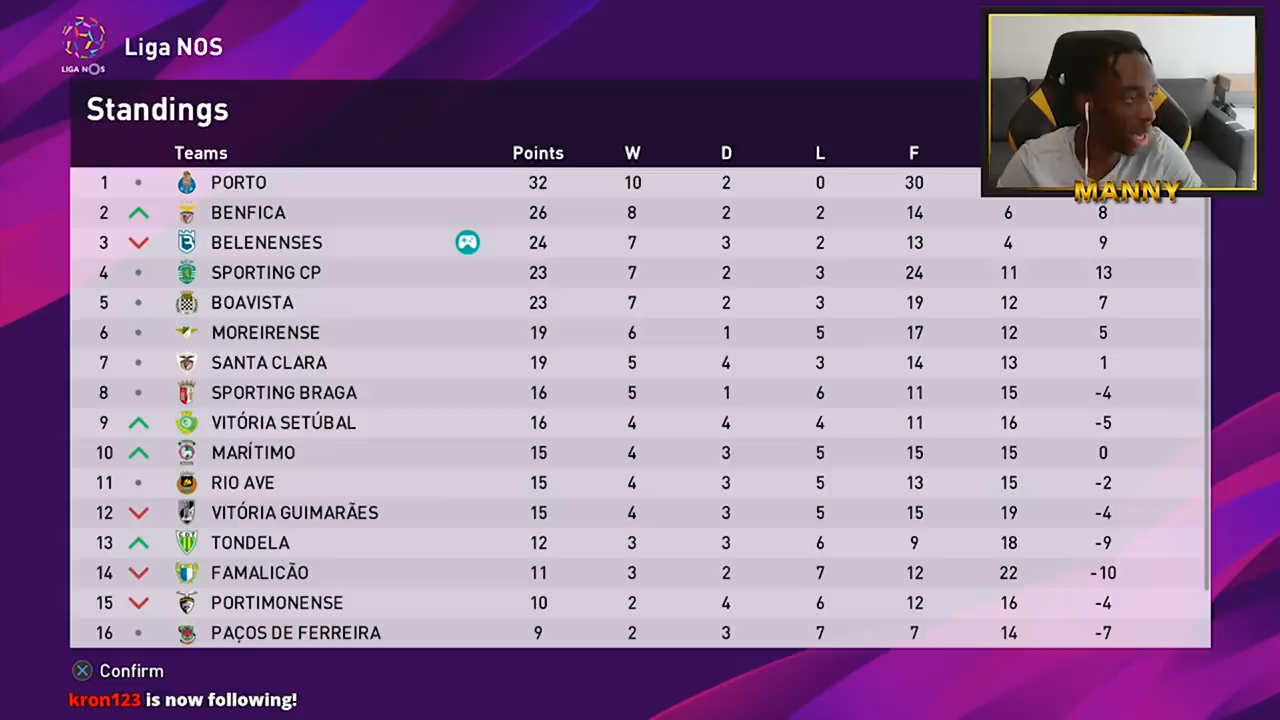 Liga NOS
LIGA NOS
Standings
Teams Points W D L F
1 PORTO 32 10 2 0 30
2 BENFICA 26 8 2 2 14 6 8
3 BELENENSES 24 7 3 2 13 4 9
4 SPORTING CP 23 7 2 3 24 11 13
5 BOAVISTA 23 7 2 3 19 12 7
6 MOREIRENSE 19 6 1 5 17 12 5
7 SANTA CLARA 19 5 4 3 14 13 1
8 SPORTING BRAGA 16 5 1 6 11 15 -4
9 VITÓRIA SETÚBAL 16 4 4 4 11 16 -5
10 MARÍTIMO 15 4 3 5 15 15 0
11 RIO AVE 15 4 3 5 13 15 -2
12 VITÓRIA GUIMARÃES 15 4 3 5 15 19 -4
13 TONDELA 12 3 3 6 9 18 -9
14 FAMALICÃO 11 3 2 7 12 22 -10
15 PORTIMONENSE 10 2 4 6 12 16 -4
16 PAÇOS DE FERREIRA 9 2 3 7 7 14 -7
MANNY
Confirm
kron123 is now following!